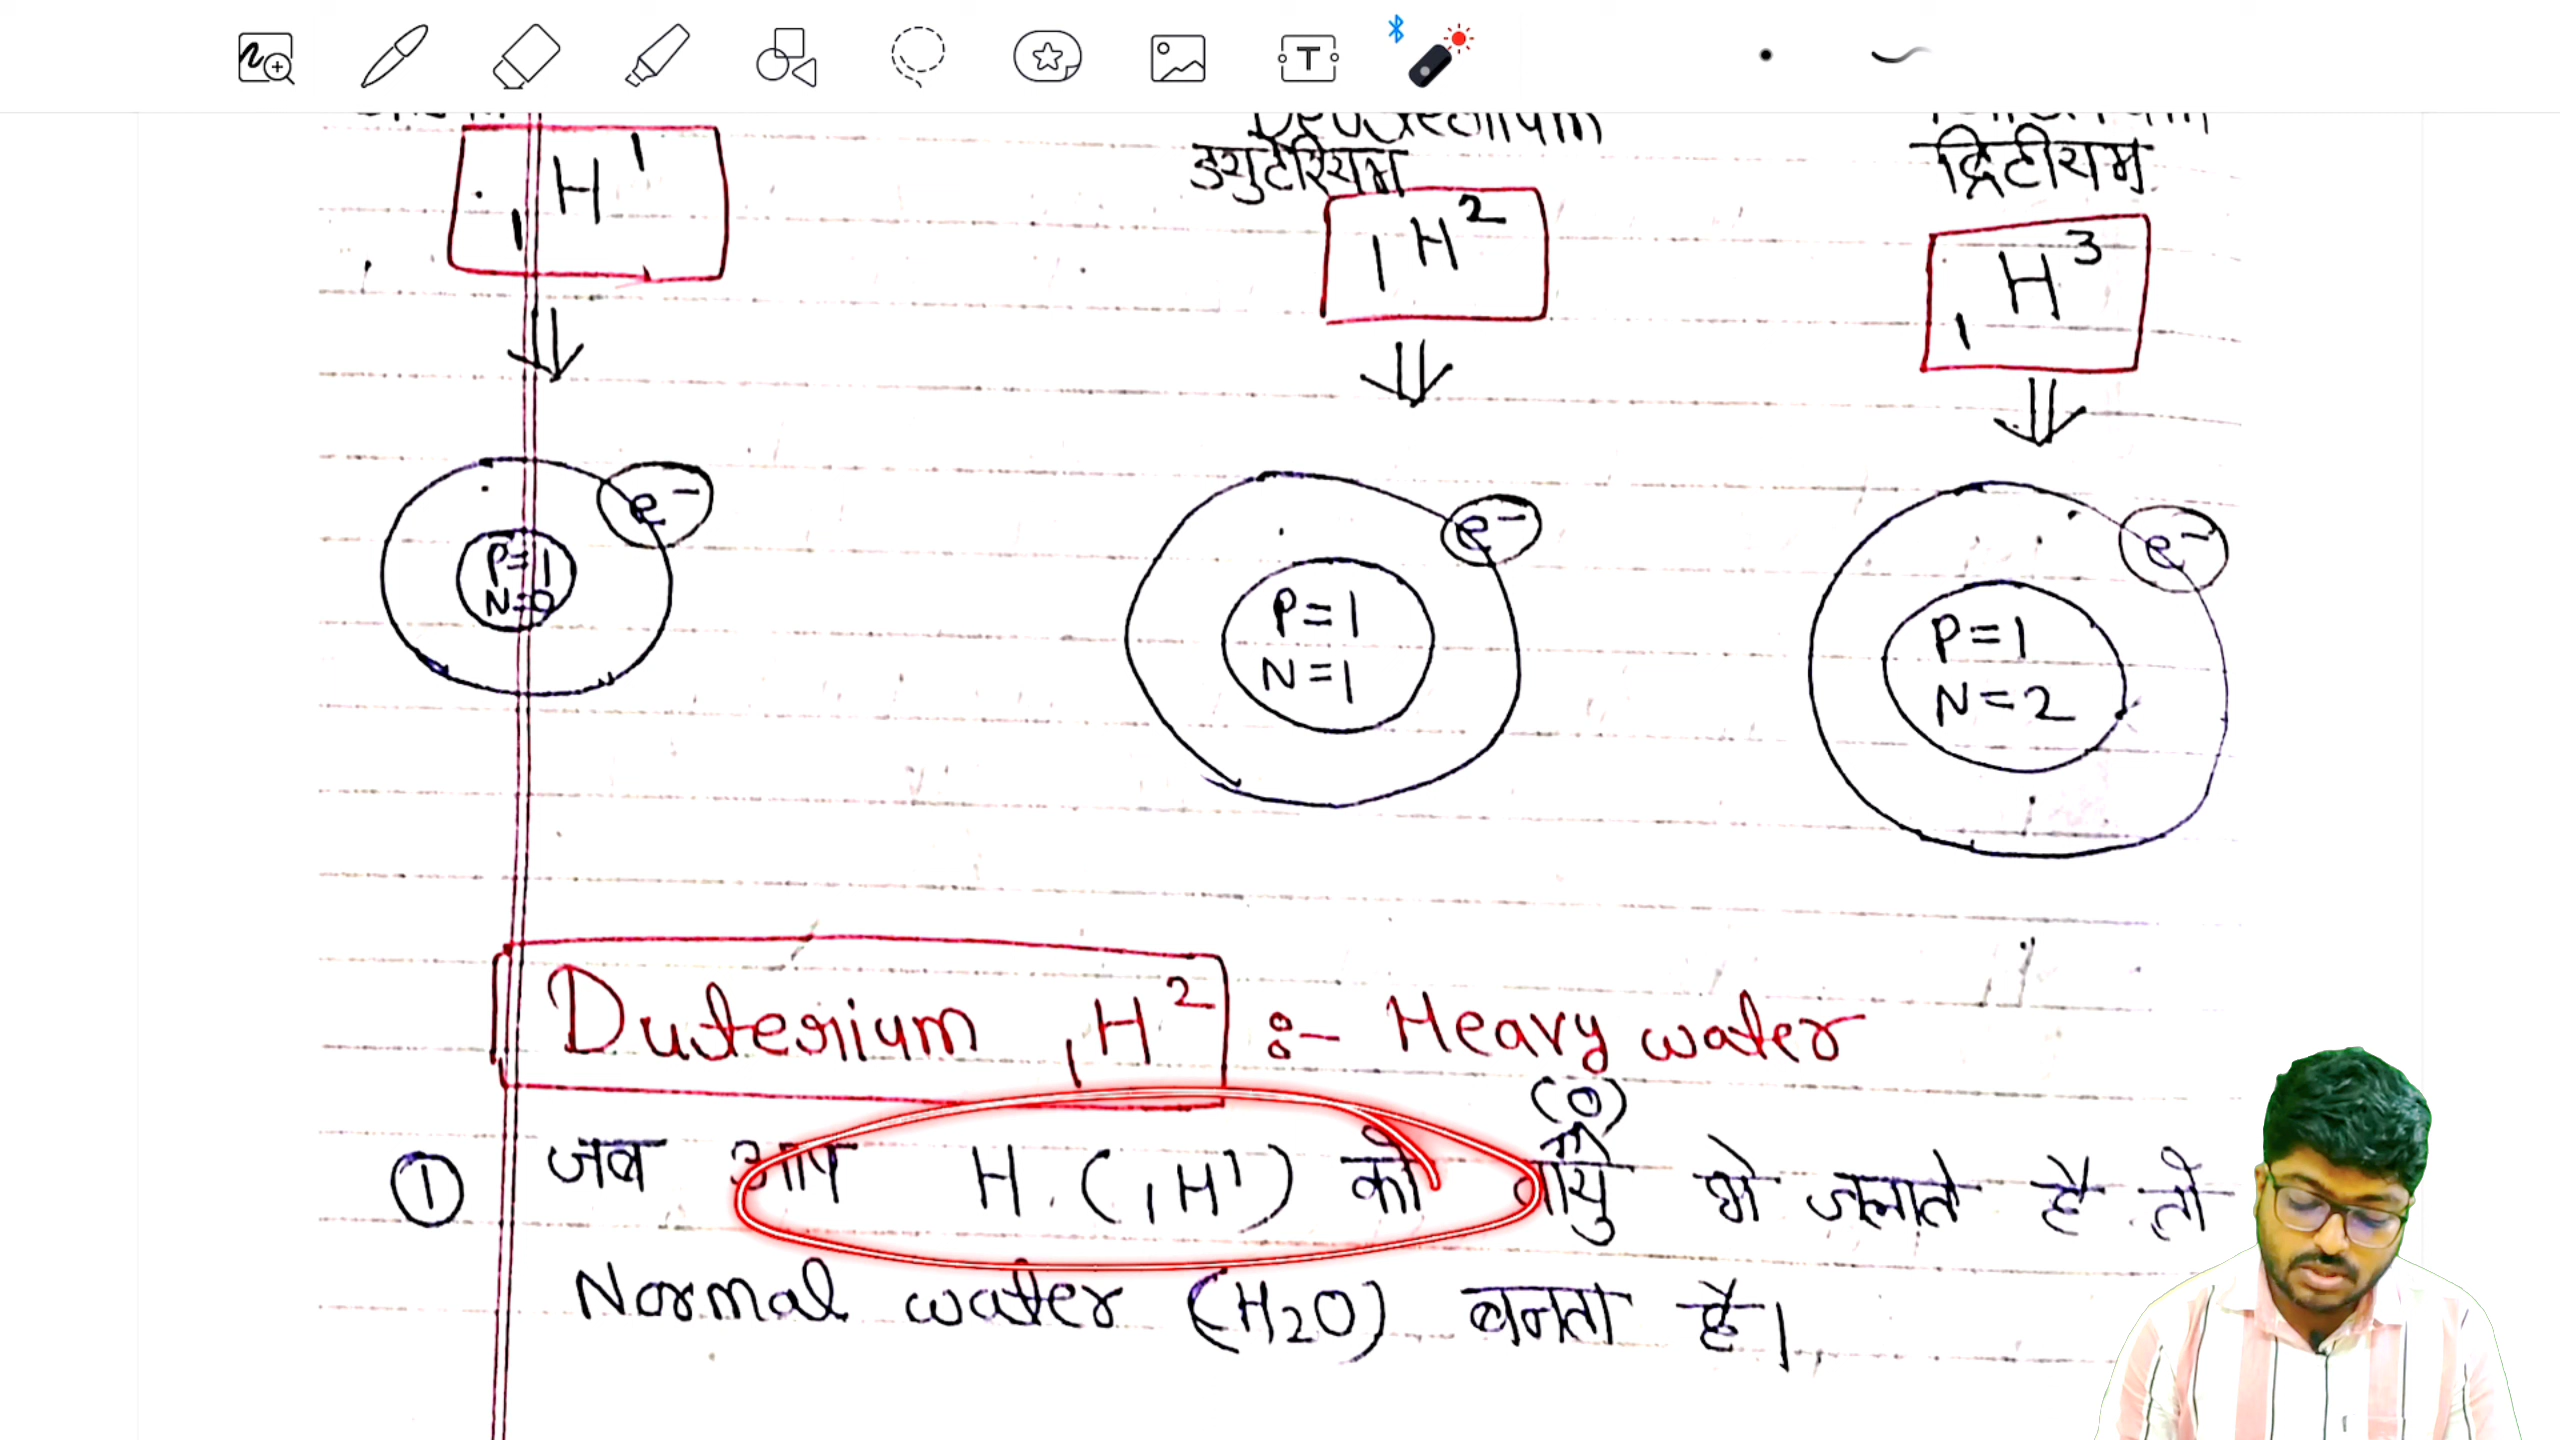 ड्युटेरियम
ट्रिटीयम
₁H¹
₁H²
₁H³
e⁻
P=1
N=0
e⁻
P=1
N=1
e⁻
P=1
N=2
Duterium ₁H² :- Heavy water
(O)
① जब आप H. (₁H¹) को वायु मे जलाते है तो
Normal water (H₂O) बनता है।